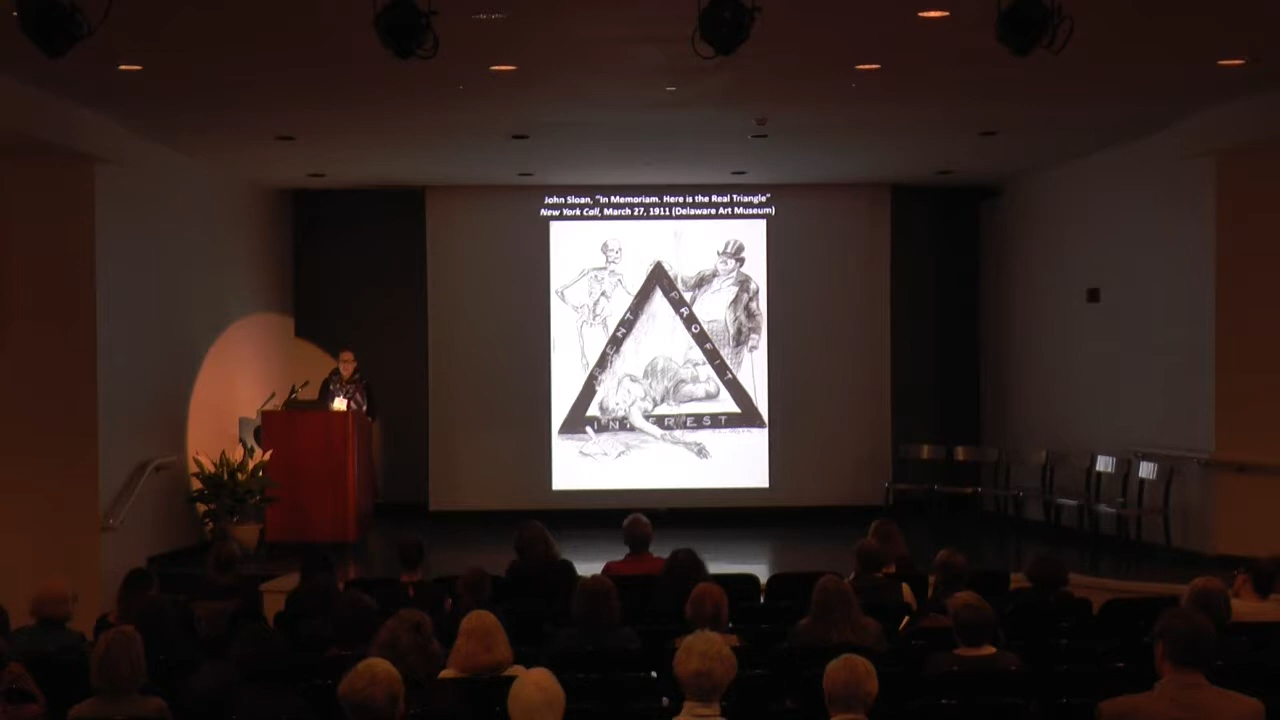 John Sloan, "In Memoriam. Here is the Real Triangle"
New York Call, March 27, 1911 (Delaware Art Museum)
RENT
PROFIT
INTEREST